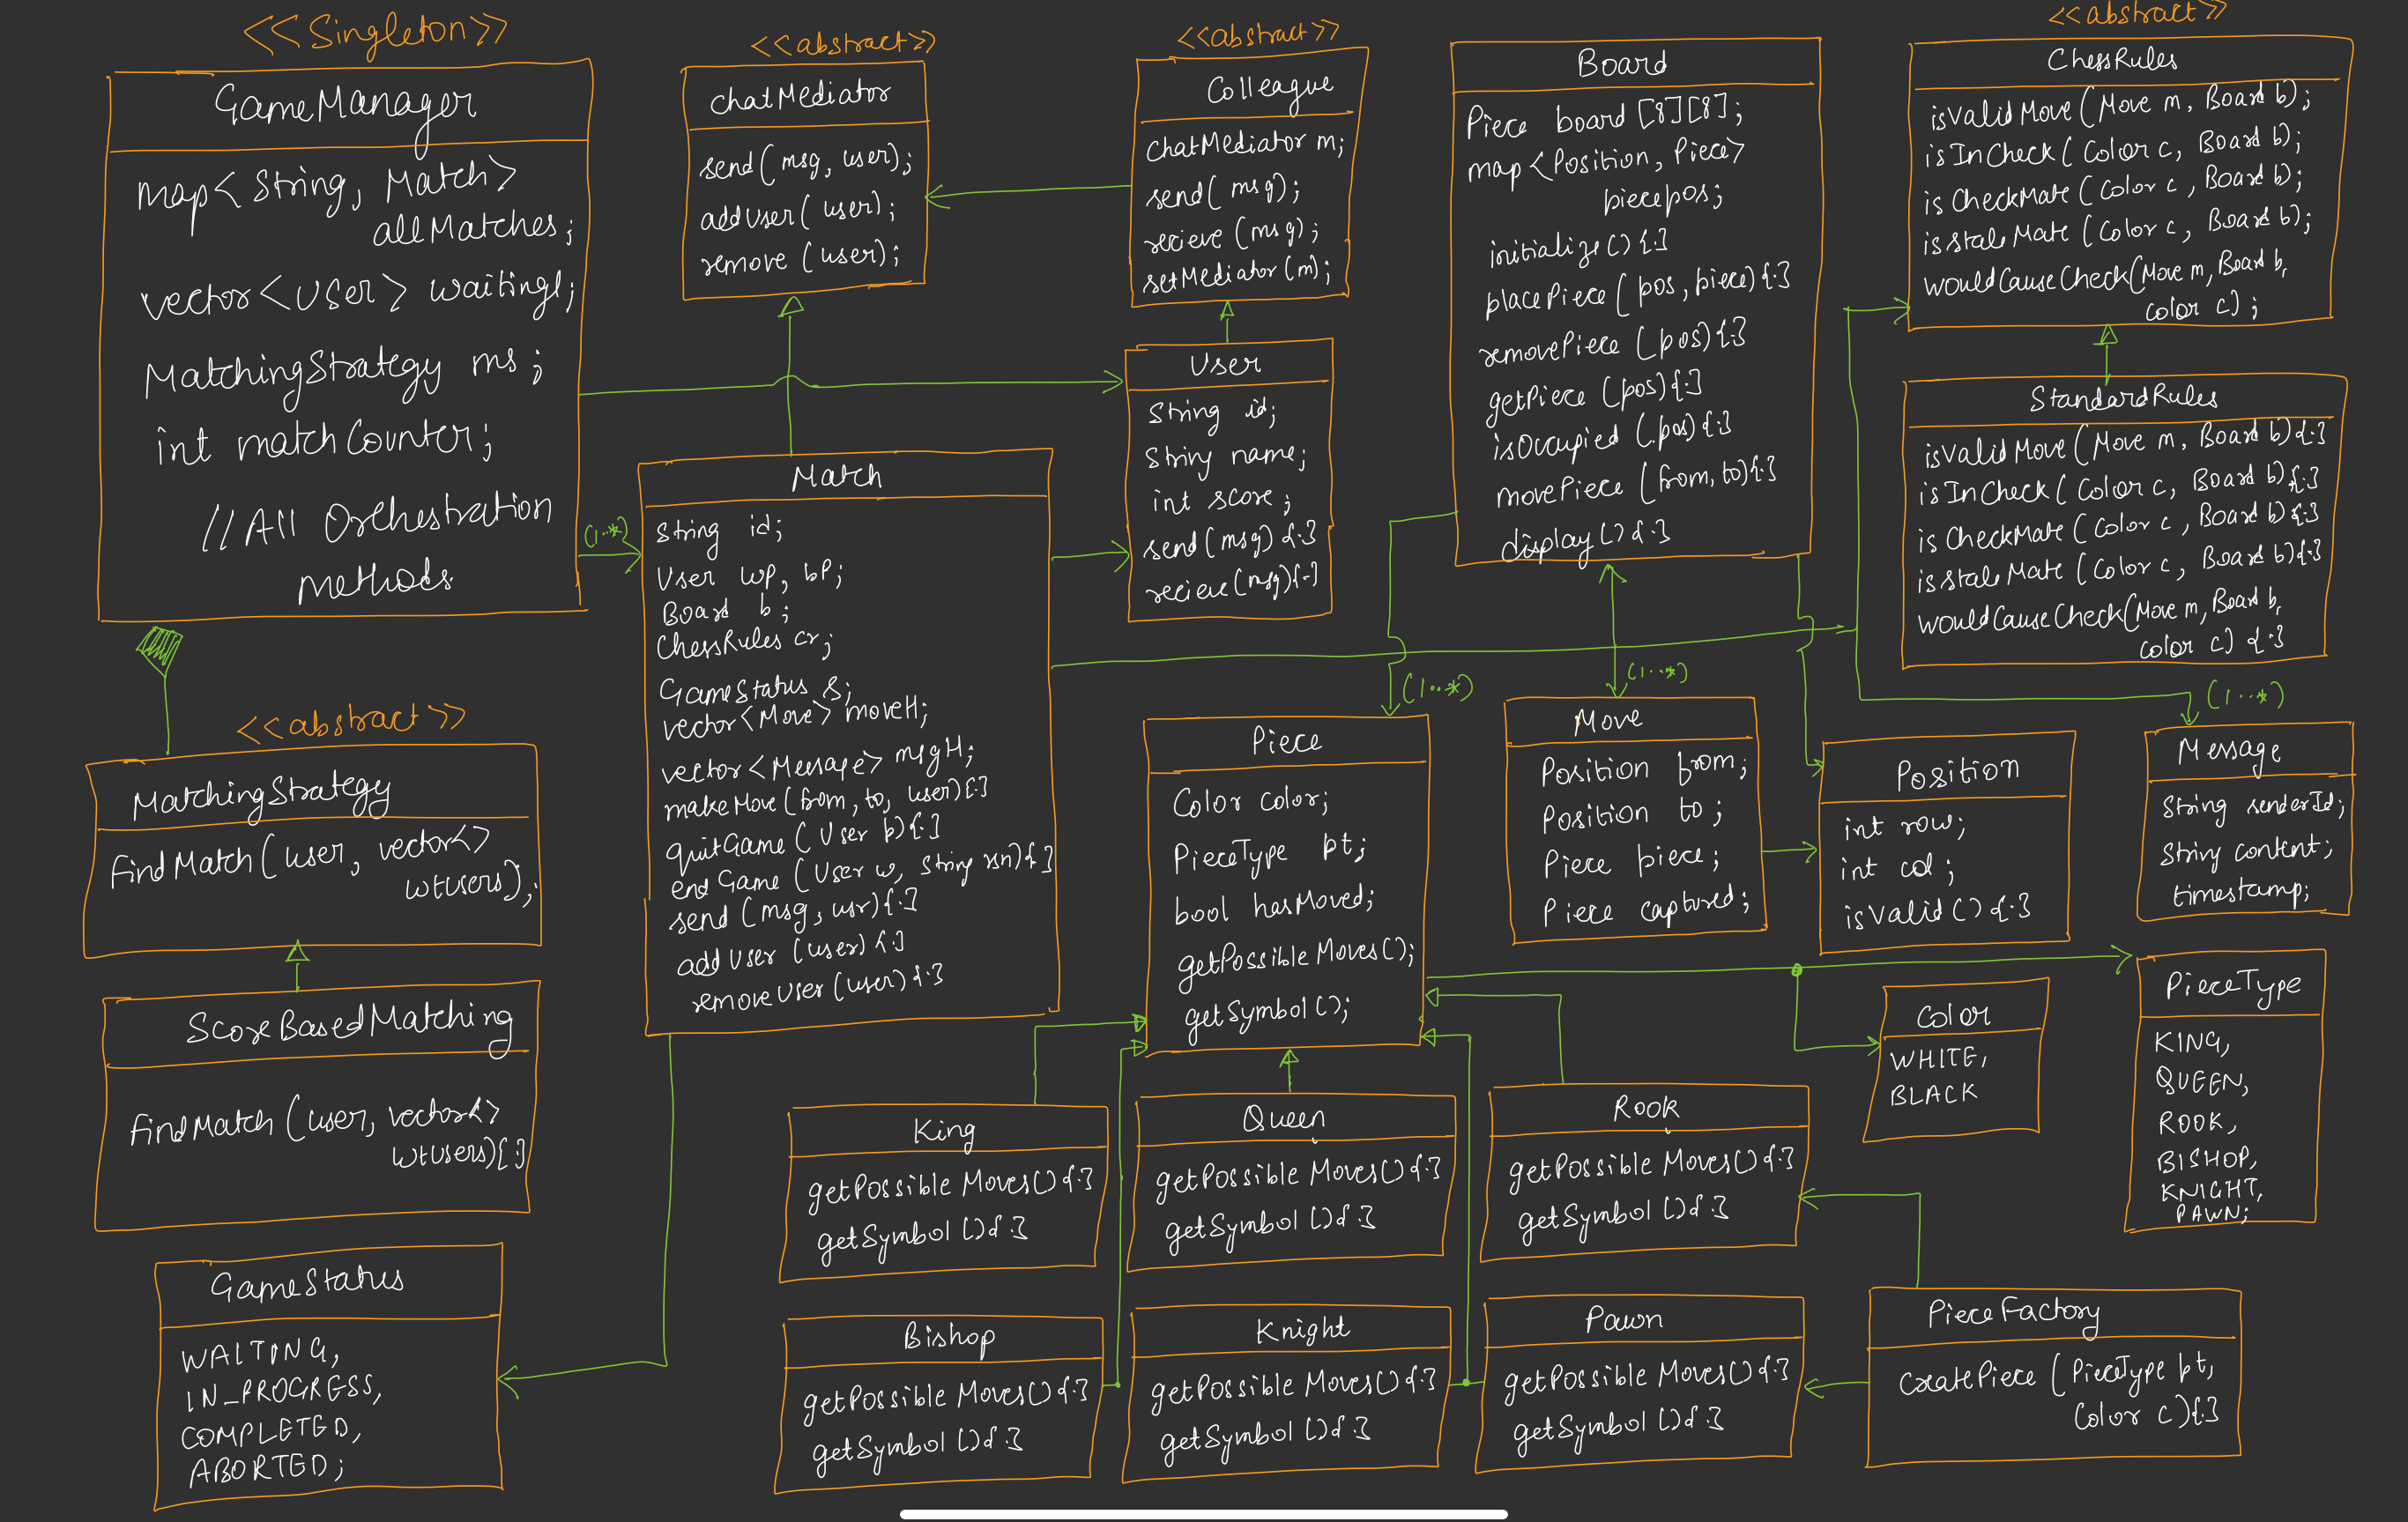 <<Singleton>>
GameManager
map<String, Match>
allMatches;
vector<User> waitingl;
MatchingStrategy ms;
int matchCounter;
//All Orchestration
methods
<<abstract>>
chatMediator
send(msg, user);
addUser(user);
remove(user);
<<abstract>>
Colleague
chatMediator m;
send(msg);
recieve(msg);
setMediator(m);
Board
Piece board[8][8];
map<Position, Piece>
piecepos;
initialize(){:}
placePiece(pos, piece){:}
removePiece(pos){:}
getPiece(pos){:}
isOccupied(pos){:}
movePiece(from, to){:}
display(){:}
<<abstract>>
ChessRules
isValidMove(Move m, Board b);
isInCheck(Color c, Board b);
isCheckMate(Color c, Board b);
isStaleMate(Color c, Board b);
wouldCauseCheck(Move m, Board b,
color c);
User
String id;
String name;
int score;
send(msg){:}
recieve(msg){:}
StandardRules
isValidMove(Move m, Board b){:}
isInCheck(Color c, Board b){:}
isCheckMate(Color c, Board b){:}
isStaleMate(Color c, Board b){:}
wouldCauseCheck(Move m, Board b,
color c){:}
(1..*)
Match
String id;
User wP, bP;
Board b;
ChessRules cr;
GameStatus s;
vector<Move> moveH;
vector<Message> msgH;
makeMove(from, to, user){:}
quitGame(User p){:}
endGame(User w, String rsn){:}
send(msg, usr){:}
addUser(user){:}
removeUser(user){:}
<<abstract>>
MatchingStrategy
findMatch(user, vector<>
wtusers);
ScoreBasedMatching
findMatch(user, vector<>
wtusers){:}
GameStatus
WAITING,
IN_PROGRESS,
COMPLETED,
ABORTED;
(1..*)
Piece
Color color;
PieceType pt;
bool hasMoved;
getPossibleMoves();
getSymbol();
(1..*)
Move
Position from;
Position to;
Piece piece;
Piece captured;
Position
int row;
int col;
isValid(){:}
(1..*)
Message
String senderId;
String content;
timestamp;
Color
WHITE,
BLACK
PieceType
KING,
QUEEN,
ROOK,
BISHOP,
KNIGHT,
PAWN;
King
getPossibleMoves(){:}
getSymbol(){:}
Queen
getPossibleMoves(){:}
getSymbol(){:}
Rook
getPossibleMoves(){:}
getSymbol(){:}
Bishop
getPossibleMoves(){:}
getSymbol(){:}
Knight
getPossibleMoves(){:}
getSymbol(){:}
Pawn
getPossibleMoves(){:}
getSymbol(){:}
PieceFactory
createPiece(PieceType pt,
Color c){:}